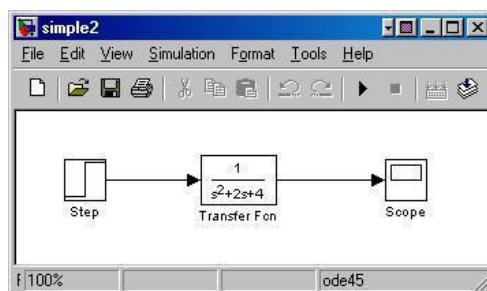 simple2
File Edit View Simulation Format Tools Help
1
s²+2s+4
Step
Transfer Fcn
Scope
100%
ode45